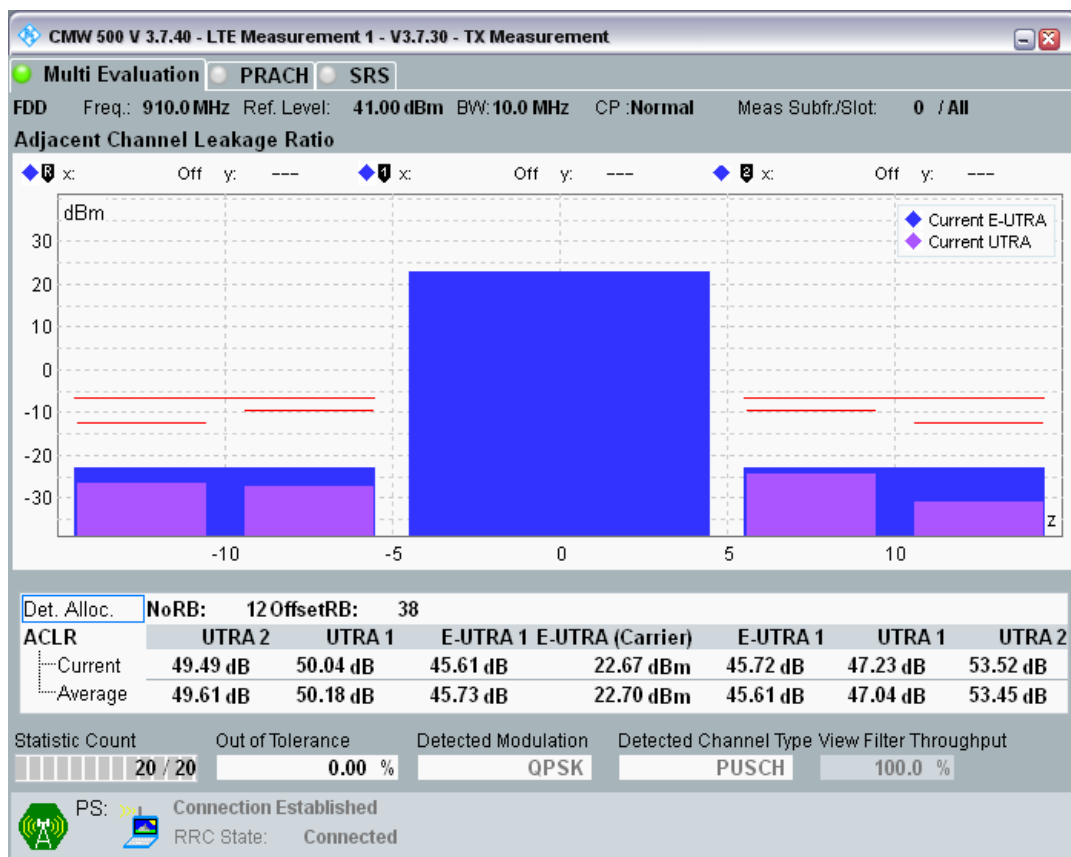 CMW 500 V 3.7.40 - LTE Measurement 1 - V3.7.30 - TX Measurement
Multi Evaluation PRACH SRS
FDD Freq.: 910.0 MHz Ref. Level: 41.00 dBm BW: 10.0 MHz CP :Normal Meas Subfr./Slot: 0 / All
Adjacent Channel Leakage Ratio
R x: Off y: --- 1 x: Off y: --- 2 x: Off y: ---
dBm
Current E-UTRA
Current UTRA
30
20
10
0
-10
-20
-30
z
-10 -5 0 5 10
Det. Alloc. NoRB: 12 OffsetRB: 38
ACLR UTRA 2 UTRA 1 E-UTRA 1 E-UTRA (Carrier) E-UTRA 1 UTRA 1 UTRA 2
Current 49.49 dB 50.04 dB 45.61 dB 22.67 dBm 45.72 dB 47.23 dB 53.52 dB
Average 49.61 dB 50.18 dB 45.73 dB 22.70 dBm 45.61 dB 47.04 dB 53.45 dB
Statistic Count Out of Tolerance Detected Modulation Detected Channel Type View Filter Throughput
20 / 20 0.00 % QPSK PUSCH 100.0 %
PS: Connection Established
RRC State: Connected